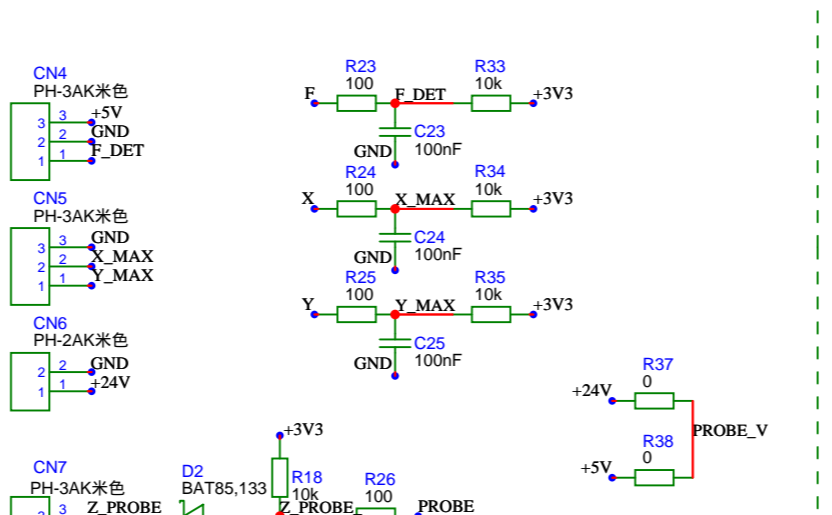 CN4
PH-3AK米色
3 3 +5V
2 2 GND
1 1 F_DET
CN5
PH-3AK米色
3 3 GND
2 2 X_MAX
1 1 Y_MAX
CN6
PH-2AK米色
2 2 GND
1 1 +24V
CN7
PH-3AK米色
3 3 Z_PROBE
R23
100
F
F_DET
R33
10k
+3V3
C23
100nF
GND
R24
100
X
X_MAX
R34
10k
+3V3
C24
100nF
GND
R25
100
Y
Y_MAX
R35
10k
+3V3
C25
100nF
GND
R37
0
+24V
PROBE_V
R38
0
+5V
+3V3
D2
BAT85,133
R18
10k
Z_PROBE
R26
100
PROBE